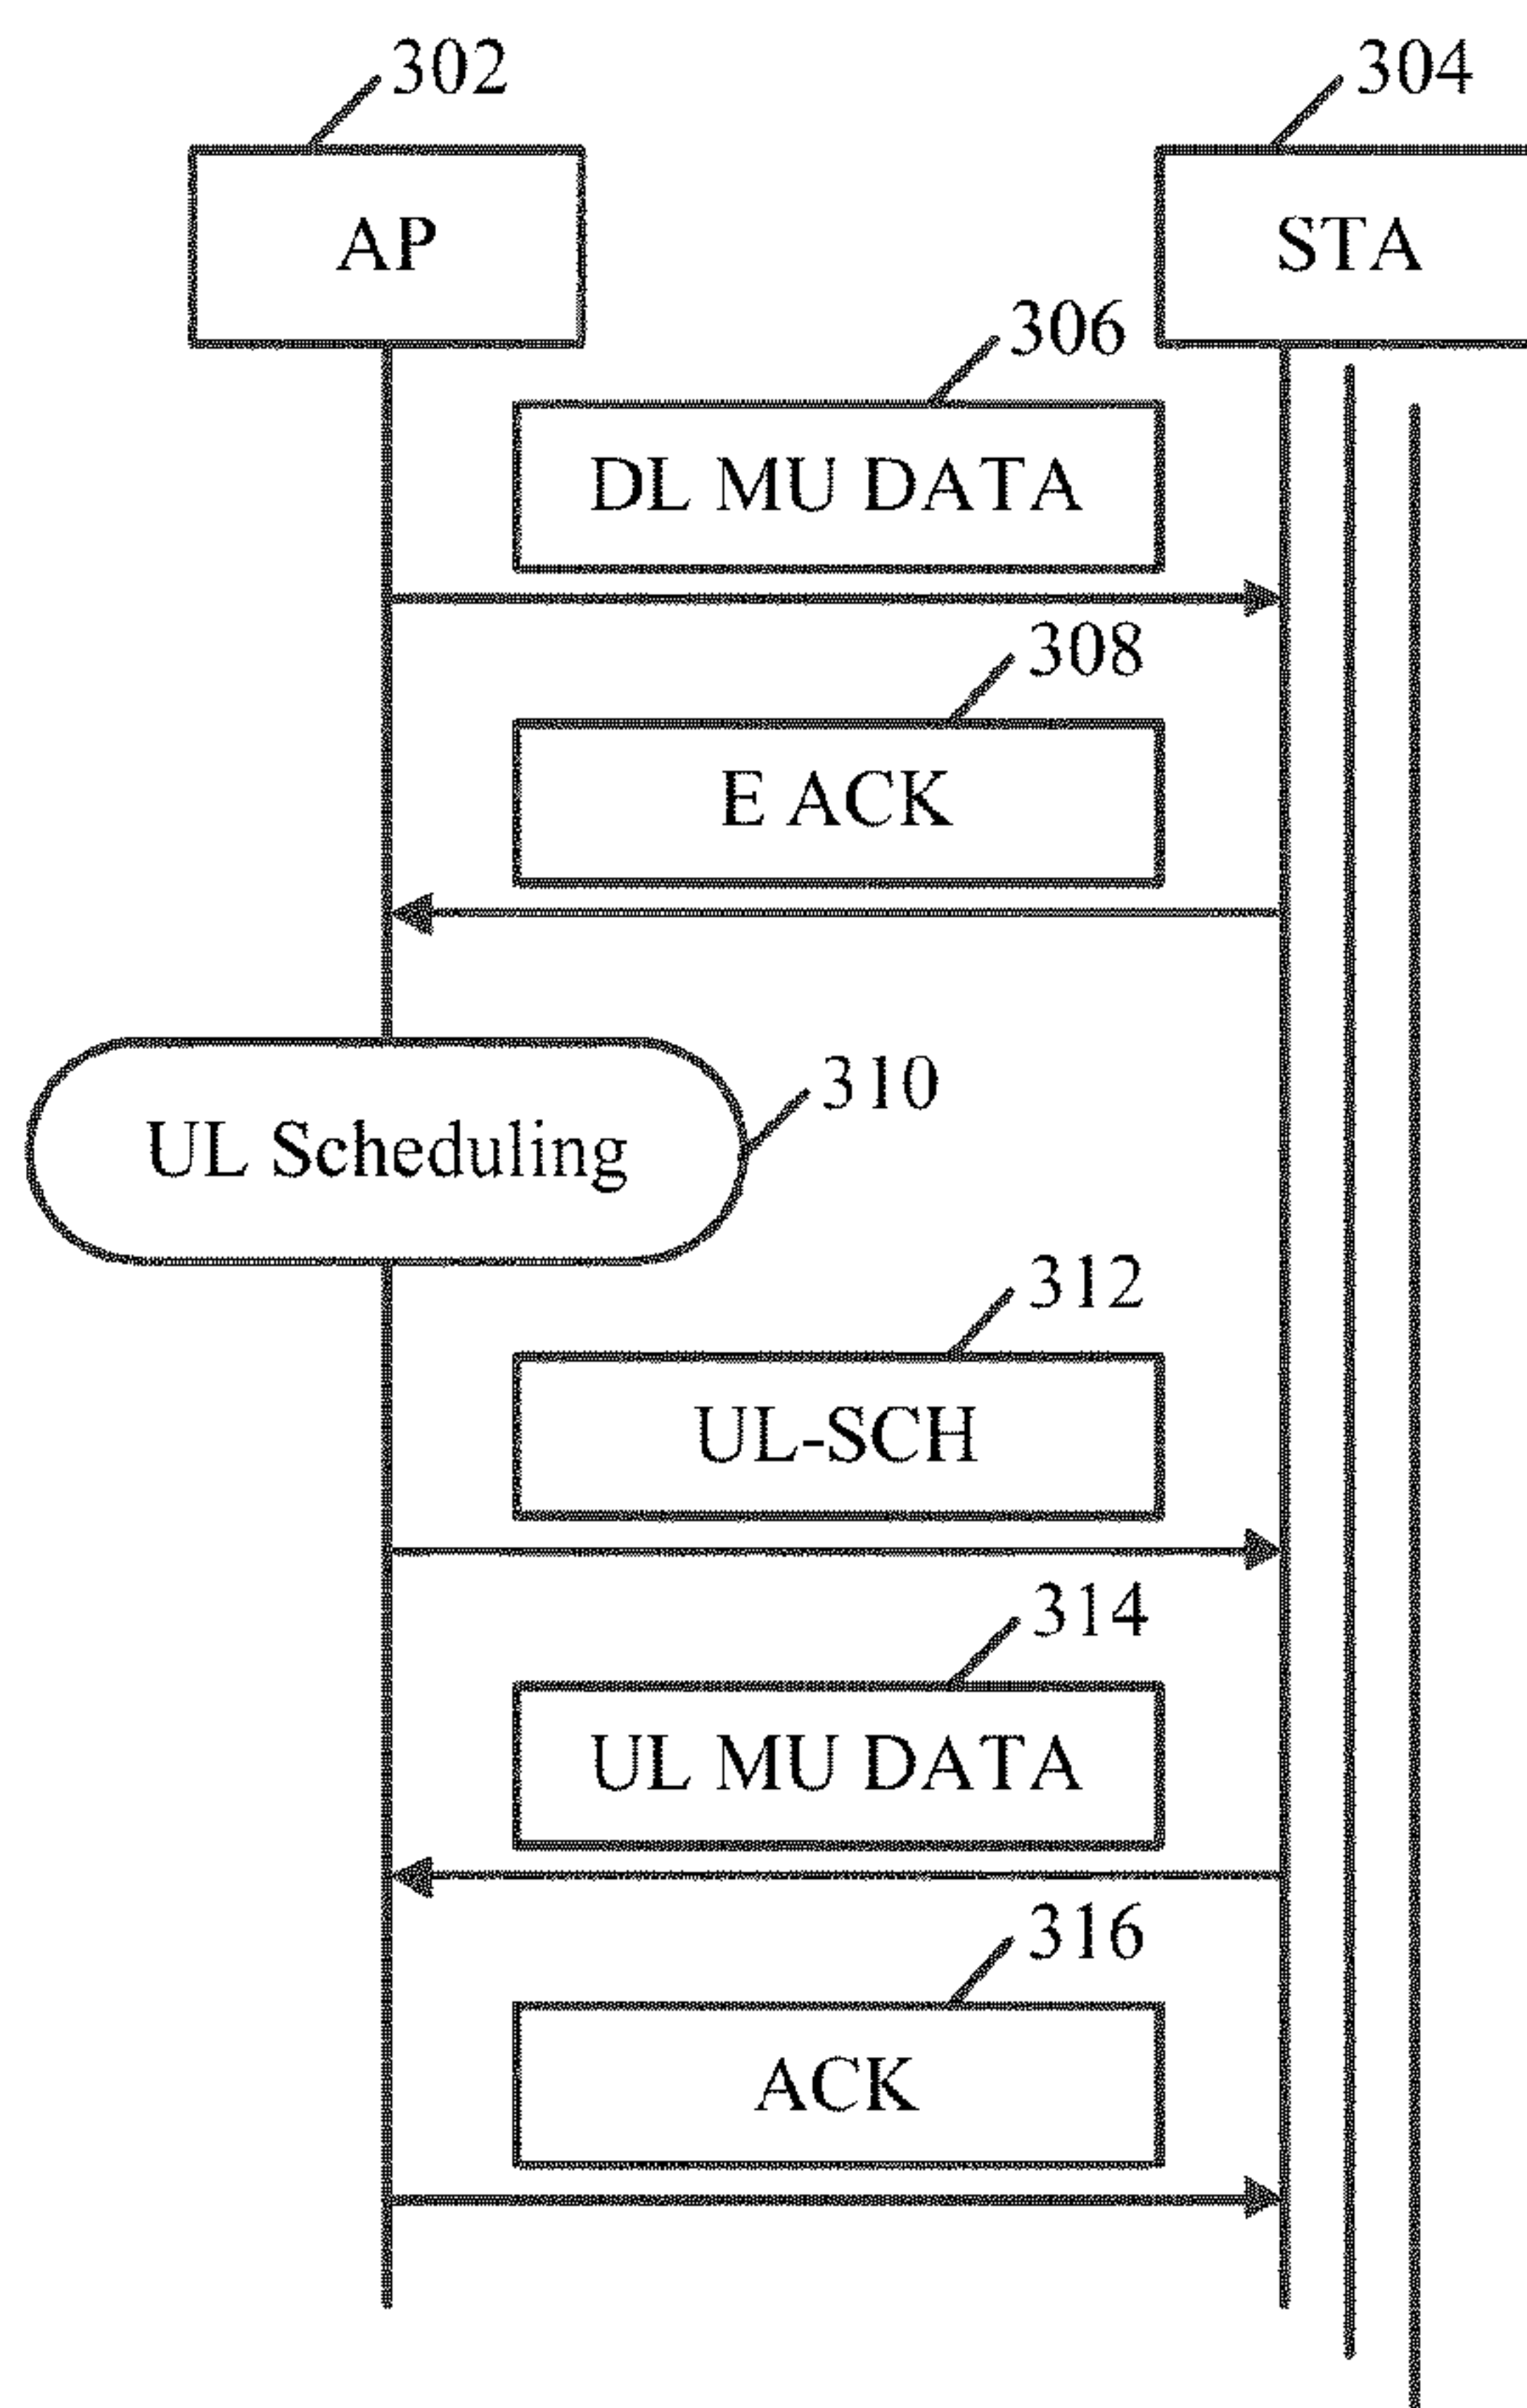 302
304
AP
STA
306
DL MU DATA
308
E ACK
310
UL Scheduling
312
UL-SCH
314
UL MU DATA
316
ACK